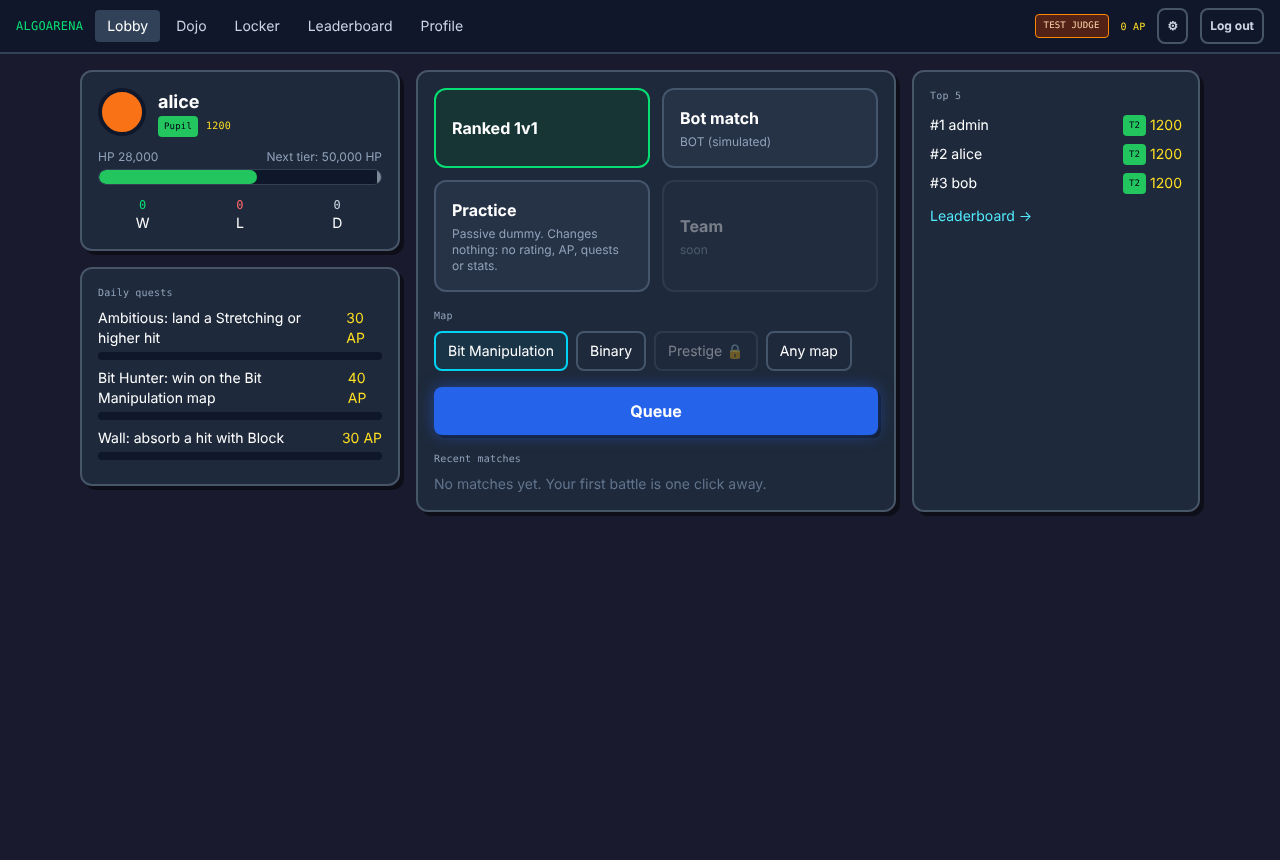 ALGOARENA Lobby Dojo Locker Leaderboard Profile TEST JUDGE 0 AP ⚙ Log out
alice
Pupil 1200
HP 28,000 Next tier: 50,000 HP
0 0 0
W L D
Daily quests
Ambitious: land a Stretching or higher hit
30 AP
Bit Hunter: win on the Bit Manipulation map
40 AP
Wall: absorb a hit with Block 30 AP
Ranked 1v1
Bot match
BOT (simulated)
Practice
Passive dummy. Changes
nothing: no rating, AP, quests
or stats.
Team
soon
Map
Bit Manipulation Binary Prestige 🔒 Any map
Queue
Recent matches
No matches yet. Your first battle is one click away.
Top 5
#1 admin T2 1200
#2 alice T2 1200
#3 bob T2 1200
Leaderboard →